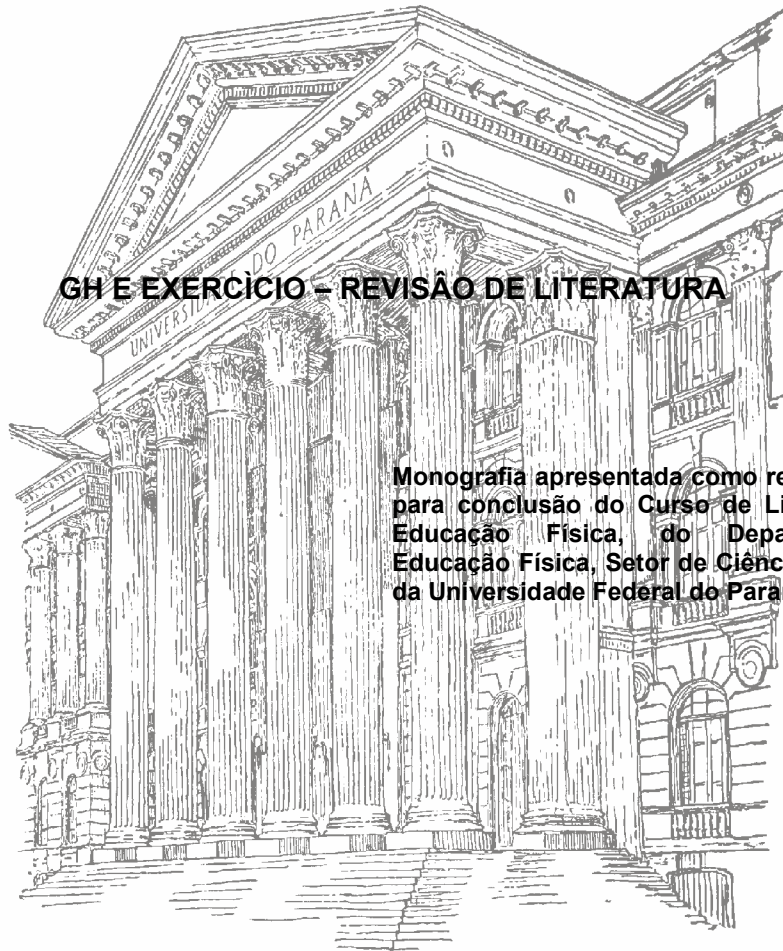 UNIVERSI DO PARANÁ
GH E EXERCÌCIO – REVISÂO DE LITERATURA
Monografia apresentada como re
para conclusão do Curso de Li
Educação Física, do Depa
Educação Física, Setor de Ciênc
da Universidade Federal do Para